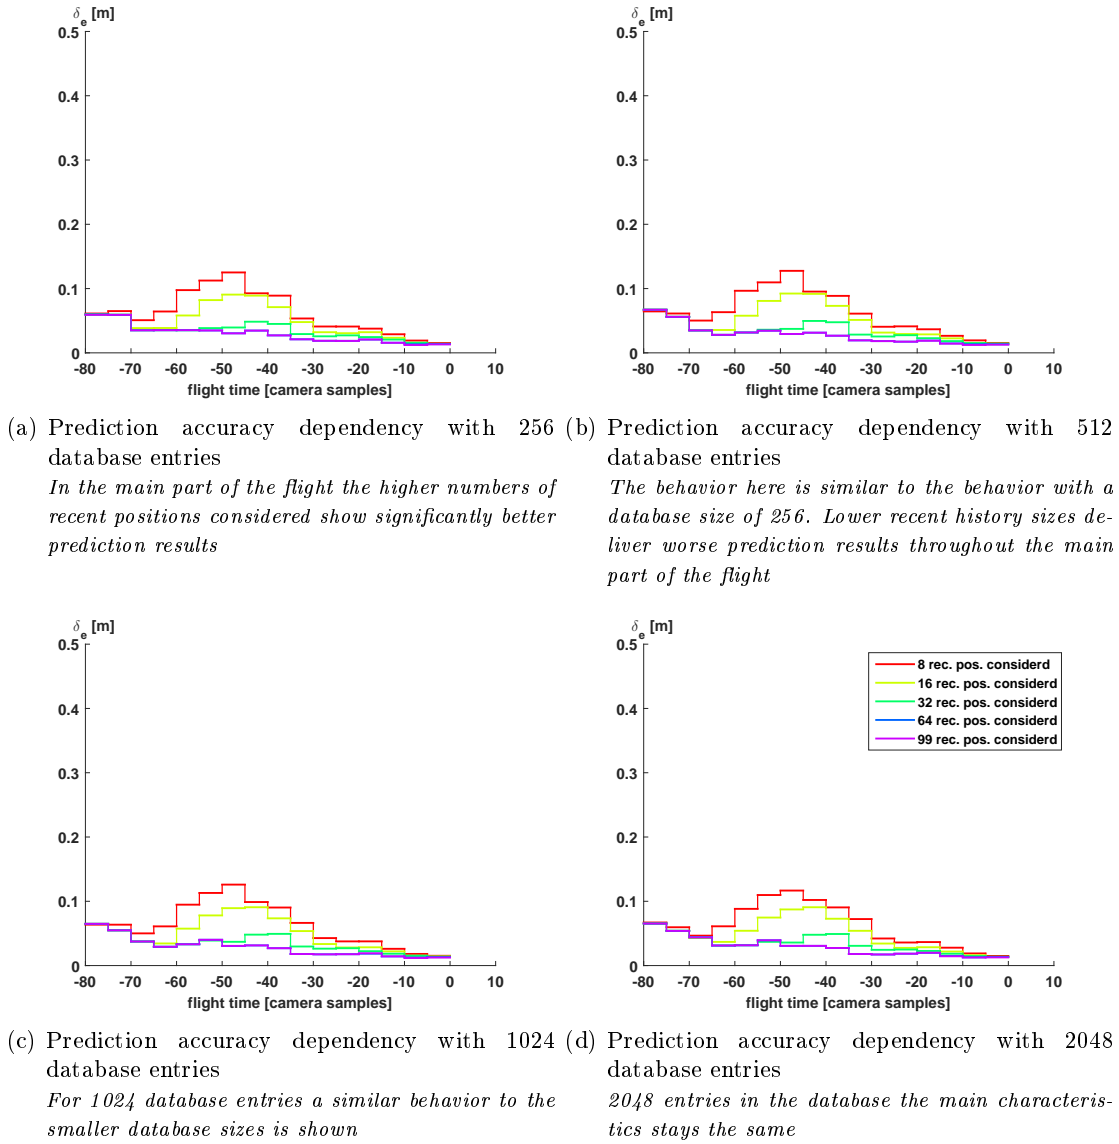 δe [m]
0.5
0.4
0.3
0.2
0.1
0
-80 -70 -60 -50 -40 -30 -20 -10 0 10
flight time [camera samples]
(a) Prediction accuracy dependency with 256
database entries
In the main part of the flight the higher numbers of
recent positions considered show significantly better
prediction results
δe [m]
0.5
0.4
0.3
0.2
0.1
0
-80 -70 -60 -50 -40 -30 -20 -10 0 10
flight time [camera samples]
(b) Prediction accuracy dependency with 512
database entries
The behavior here is similar to the behavior with a
database size of 256. Lower recent history sizes de-
liver worse prediction results throughout the main
part of the flight
δe [m]
0.5
0.4
0.3
0.2
0.1
0
-80 -70 -60 -50 -40 -30 -20 -10 0 10
flight time [camera samples]
(c) Prediction accuracy dependency with 1024
database entries
For 1024 database entries a similar behavior to the
smaller database sizes is shown
δe [m]
0.5
0.4
0.3
0.2
0.1
0
-80 -70 -60 -50 -40 -30 -20 -10 0 10
flight time [camera samples]
8 rec. pos. considerd
16 rec. pos. considerd
32 rec. pos. considerd
64 rec. pos. considerd
99 rec. pos. considerd
(d) Prediction accuracy dependency with 2048
database entries
2048 entries in the database the main characteris-
tics stays the same